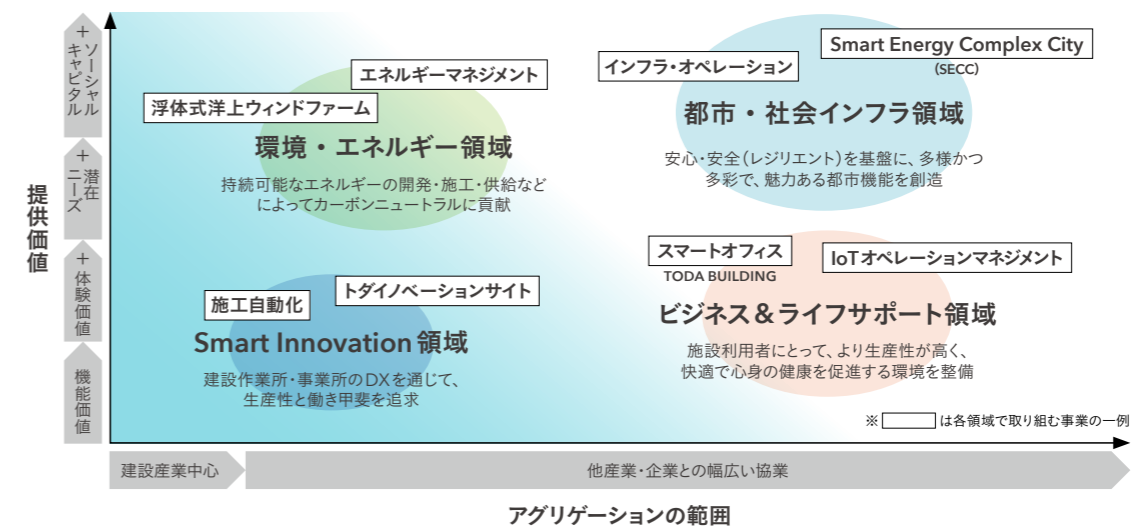 提供価値
＋ソーシャル
キャピタル
＋潜在
ニーズ
＋体験価値
機能価値
エネルギーマネジメント
浮体式洋上ウィンドファーム
環境・エネルギー領域
持続可能なエネルギーの開発・施工・供給など
によってカーボンニュートラルに貢献
Smart Energy Complex City
(SECC)
インフラ・オペレーション
都市・社会インフラ領域
安心・安全（レジリエント）を基盤に、多様かつ
多彩で、魅力ある都市機能を創造
トダイノベーションサイト
施工自動化
Smart Innovation 領域
建設作業所・事業所のDXを通じて、
生産性と働き甲斐を追求
スマートオフィス
TODA BUILDING
IoTオペレーションマネジメント
ビジネス＆ライフサポート領域
施設利用者にとって、より生産性が高く、
快適で心身の健康を促進する環境を整備
※ は各領域で取り組む事業の一例
建設産業中心
他産業・企業との幅広い協業
アグリゲーションの範囲